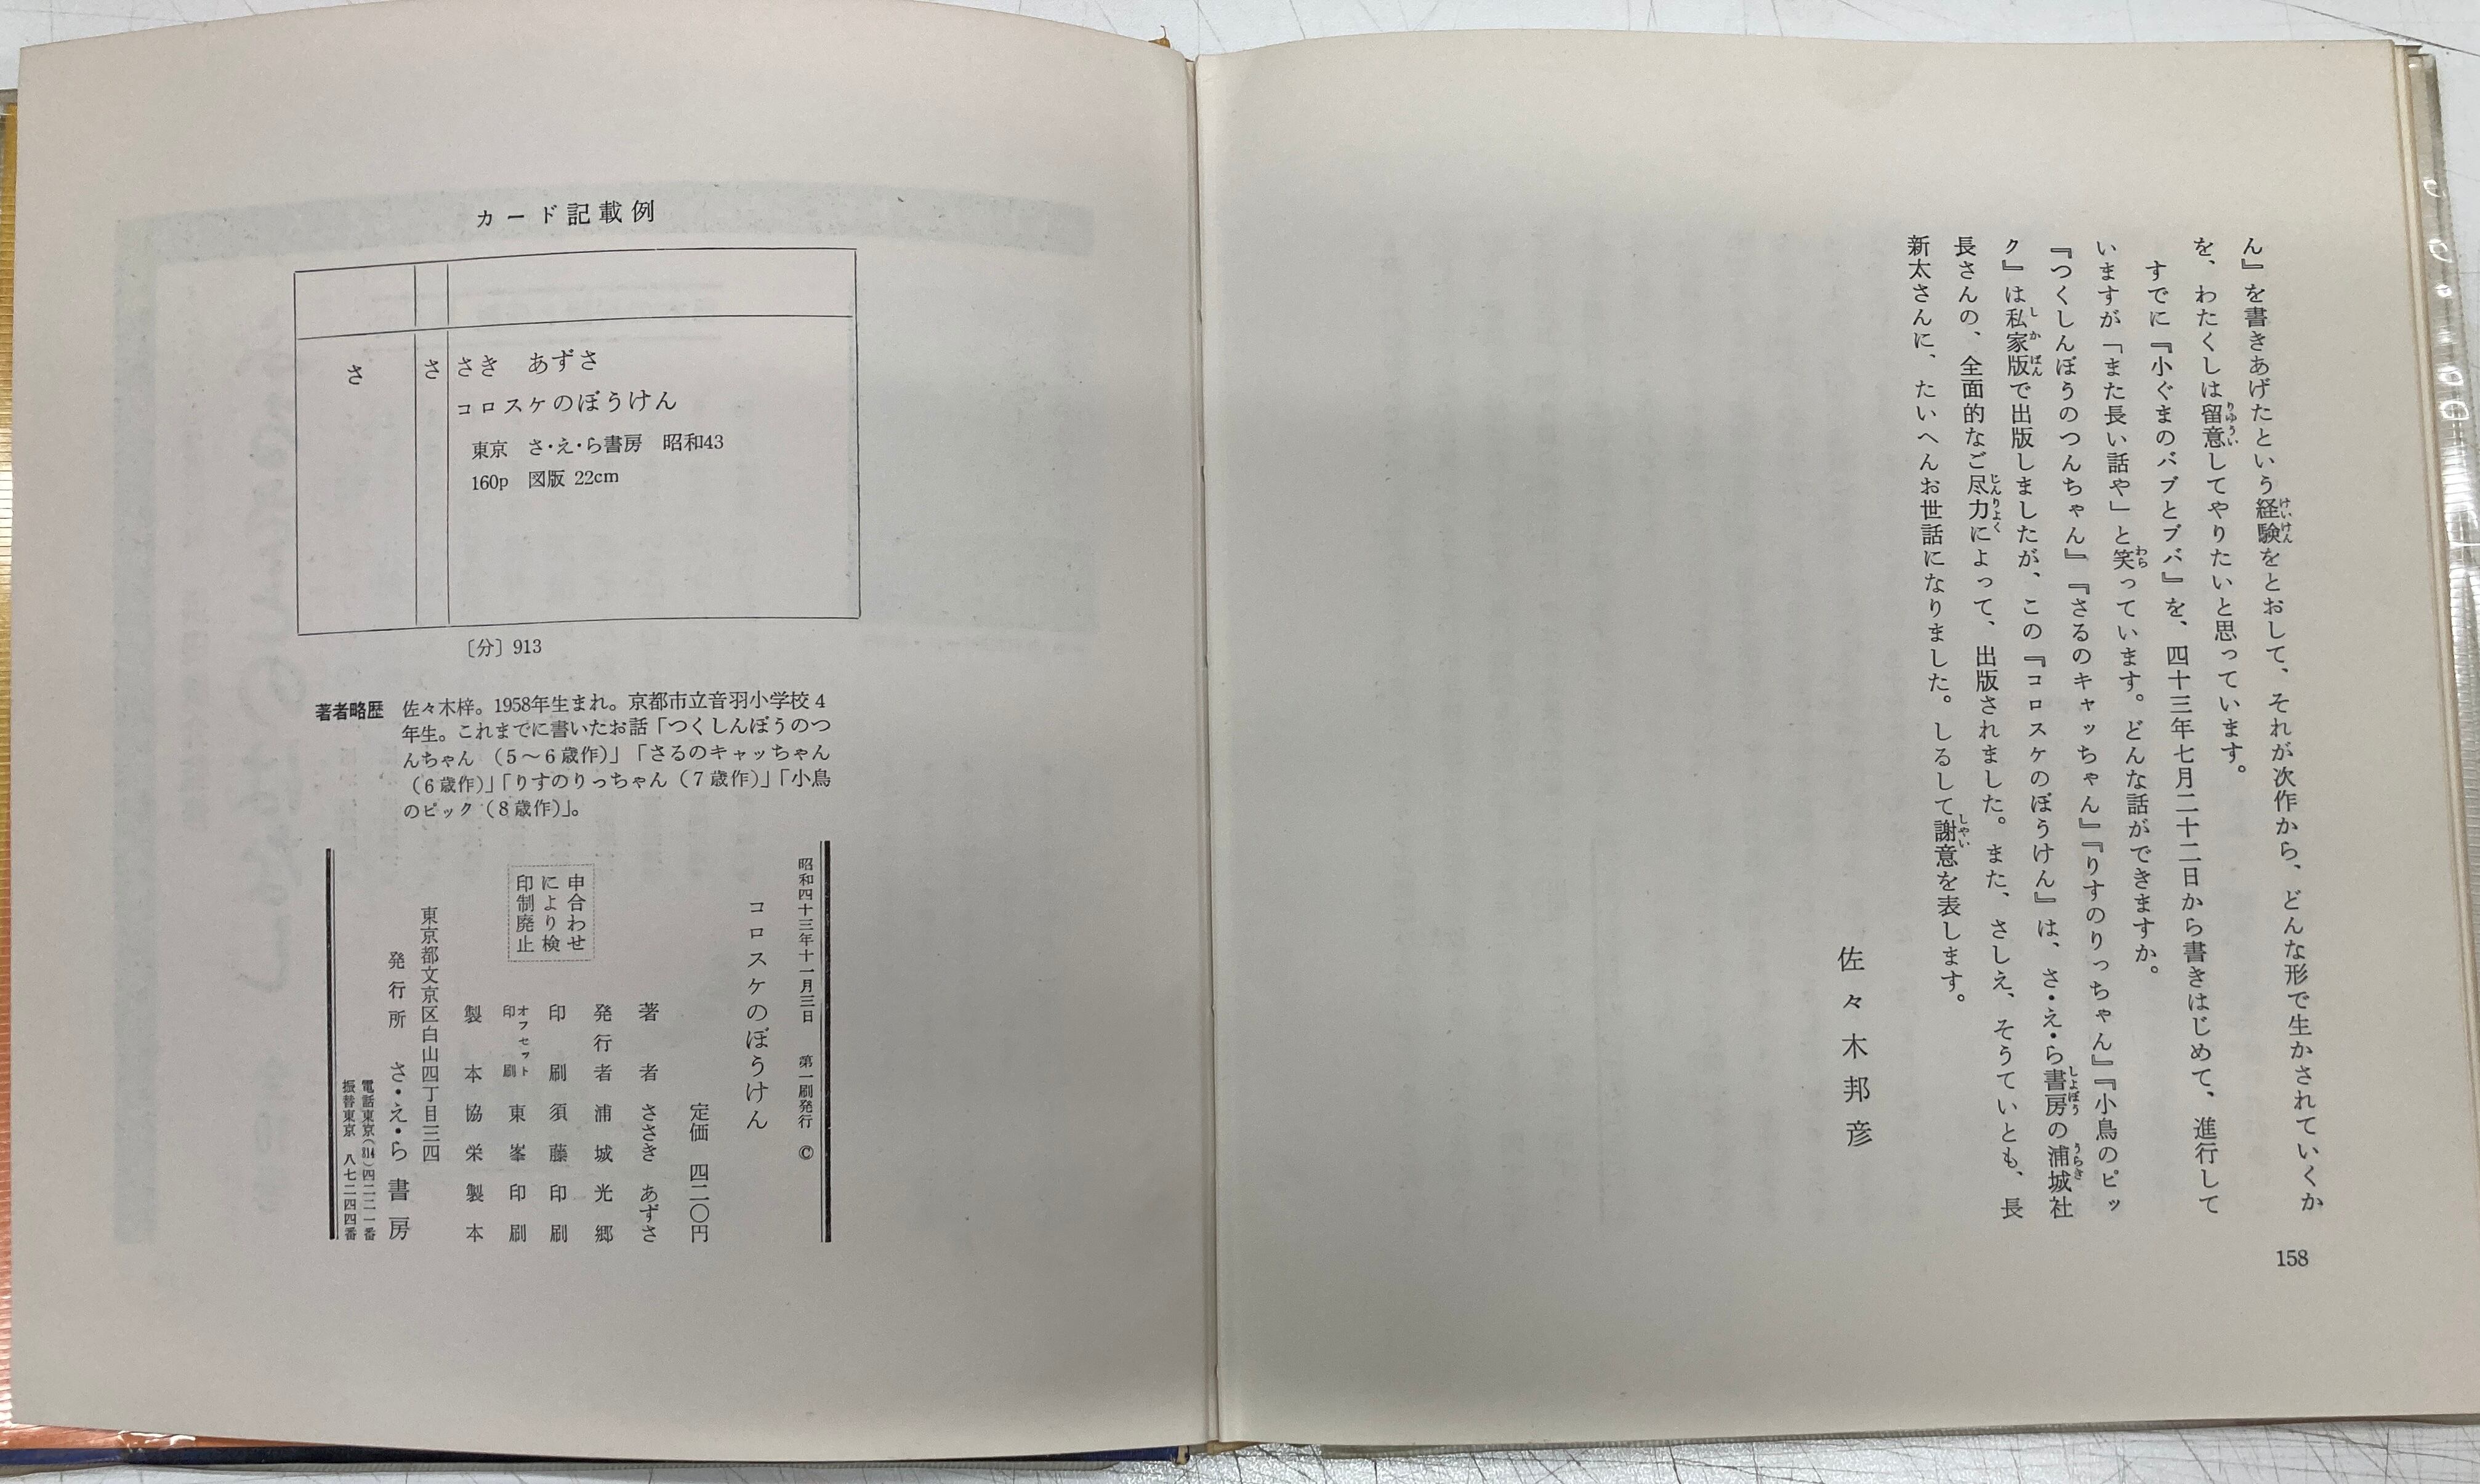 ん』を書きあげたという経験をとおして、それが次作から、どんな形で生かされていくか
を、わたくしは留意してやりたいと思っています。
すでに『小ぐまのバブとブバ』を、四十三年七月二十二日から書きはじめて、進行して
いますが「また長い話や」と笑っています。どんな話ができますか。
『つくしんぼうのつんちゃん』『さるのキャッちゃん』『りすのりっちゃん』『小鳥のピッ
ク』は私家版で出版しましたが、この『コロスケのぼうけん』は、さ・え・ら書房の浦城社
長さんの、全面的なご尽力によって、出版されました。また、さしえ、そうていとも、長
新太さんに、たいへんお世話になりました。しるして謝意を表します。
佐々木邦彦
158
カード記載例
さ
さ
さき　あずさ
コロスケのぼうけん
東京　さ・え・ら書房　昭和43
160p　図版 22cm
〔分〕913
著者略歴　佐々木梓。1958年生まれ。京都市立音羽小学校4
年生。これまでに書いたお話「つくしんぼうのつ
んちゃん （5〜6歳作）」「さるのキャッちゃん
（6歳作）」「りすのりっちゃん（7歳作）」「小鳥
のピック（8歳作）」。
昭和四十三年十一月三日　第一刷発行　©
コロスケのぼうけん
定価　四二〇円
著者　ささき　あずさ
発行者　浦城光郷
印刷　須藤印刷
オフセット印刷　東峯印刷
製本　協栄製本
申合わせ
により検
印制廃止
東京都文京区白山四丁目三四
発行所　さ・え・ら書房
電話東京(814)四二二一番
振替東京　八七二四四番